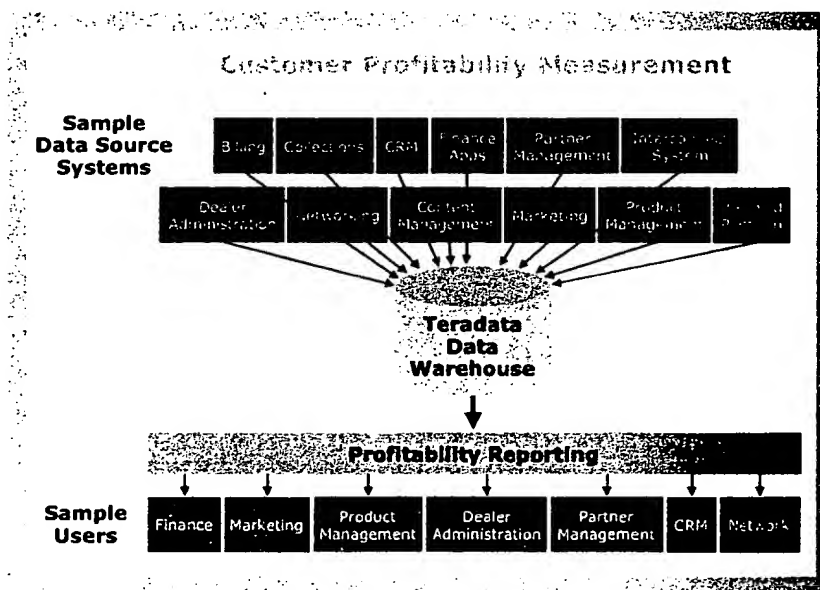 Customer Profitability Measurement
Sample
Data Source
Systems
Billing
Collections
CRM
Finance
Apps
Partner
Management
System
Dealer
Administration
Networking
Content
Management
Marketing
Product
Management
Teradata
Data
Warehouse
Profitability Reporting
Sample
Users
Finance
Marketing
Product
Management
Dealer
Administration
Partner
Management
CRM
Network